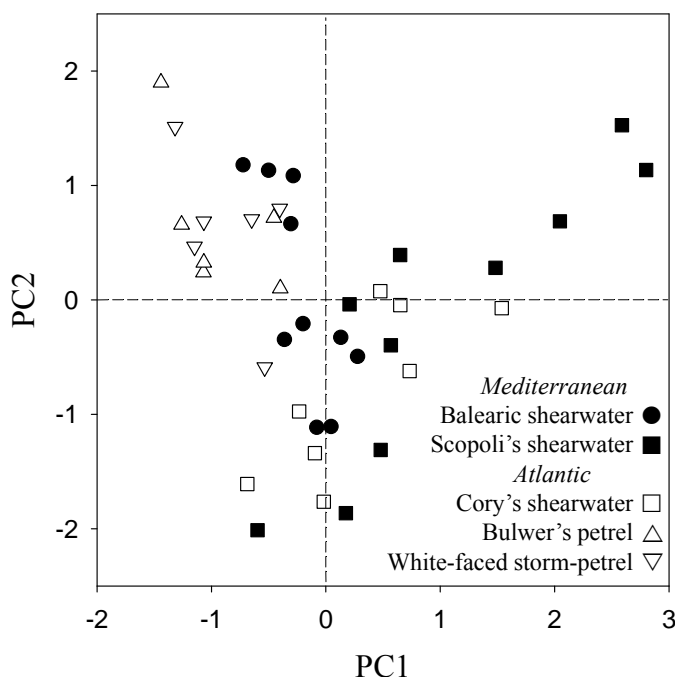 2
1
0
-1
-2
PC2
Mediterranean
Balearic shearwater
Scopoli's shearwater
Atlantic
Cory's shearwater
Bulwer's petrel
White-faced storm-petrel
-2 -1 0 1 2 3
PC1